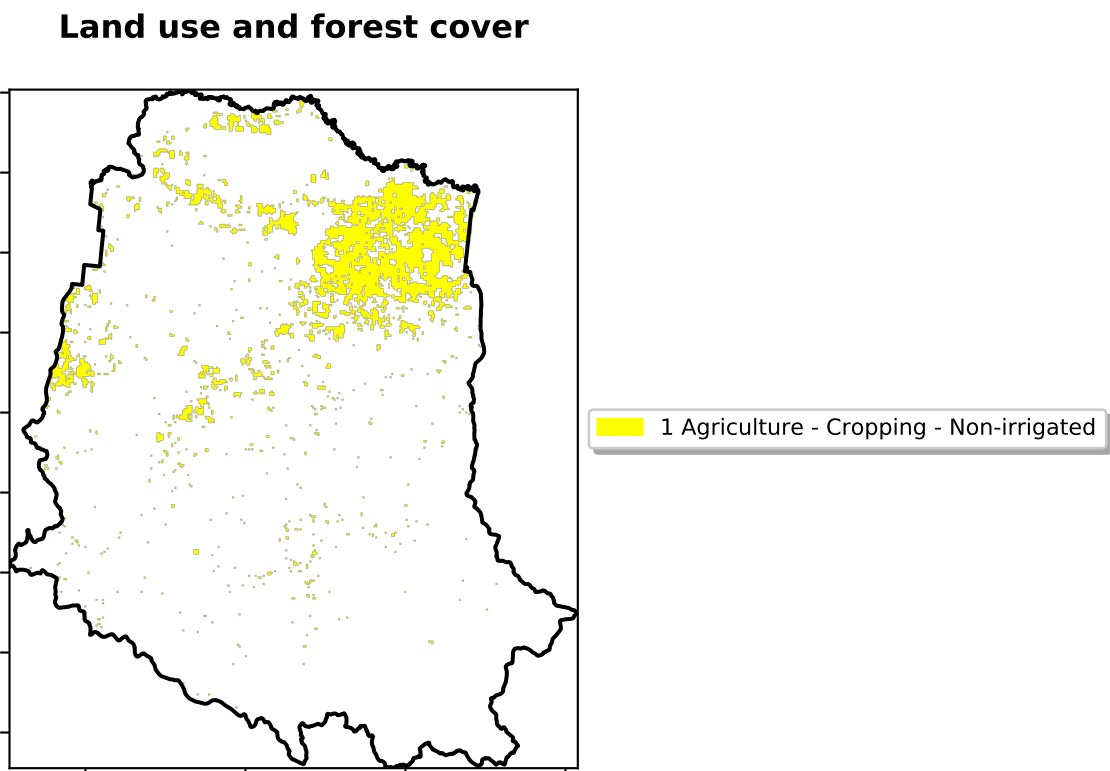 Land use and forest cover
1 Agriculture - Cropping - Non-irrigated